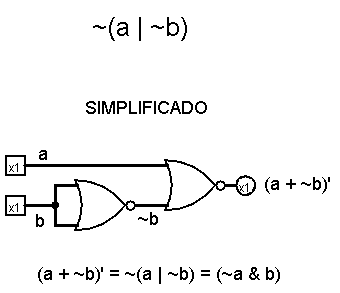 ~(a | ~b)
SIMPLIFICADO
x1
a
x1
b
~b
x1
(a + ~b)'
(a + ~b)' = ~(a | ~b) = (~a & b)